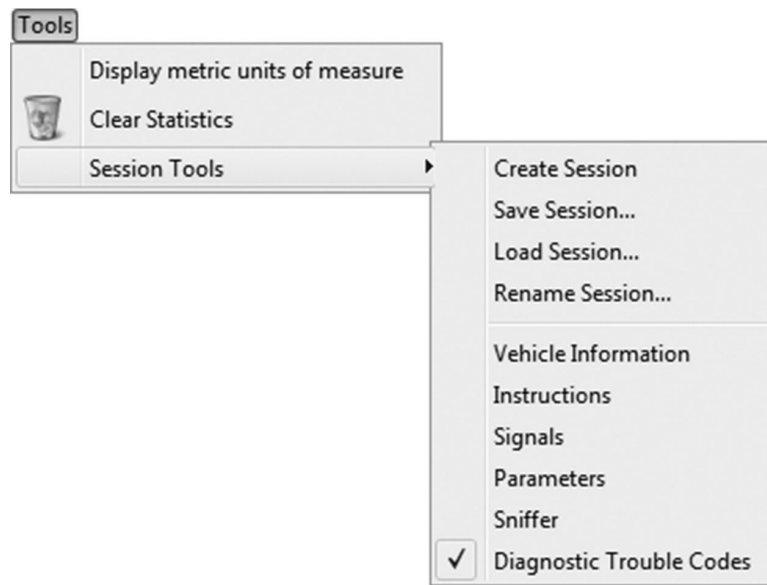 Tools
Display metric units of measure
Clear Statistics
Session Tools
Create Session
Save Session...
Load Session...
Rename Session...
Vehicle Information
Instructions
Signals
Parameters
Sniffer
Diagnostic Trouble Codes